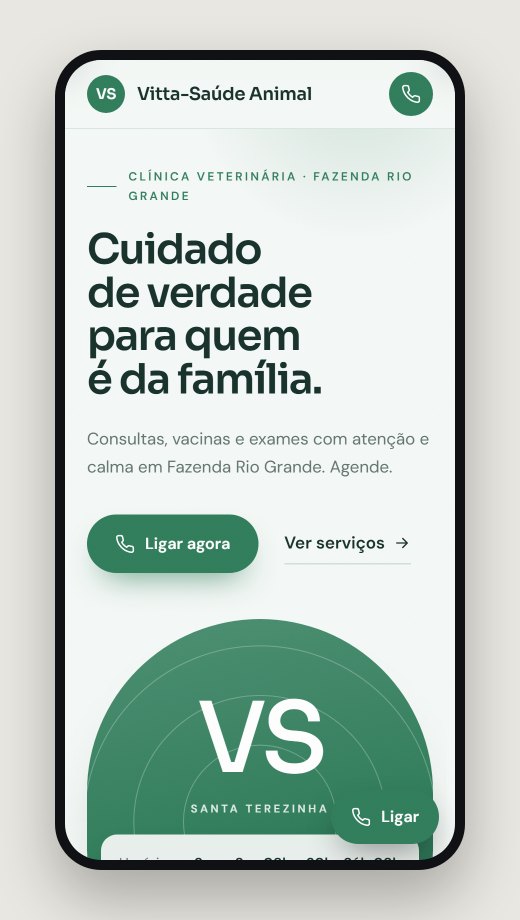 VS Vitta-Saúde Animal
CLÍNICA VETERINÁRIA · FAZENDA RIO
GRANDE
Cuidado
de verdade
para quem
é da família.
Consultas, vacinas e exames com atenção e
calma em Fazenda Rio Grande. Agende.
Ligar agora
Ver serviços →
VS
SANTA TEREZINHA
Ligar